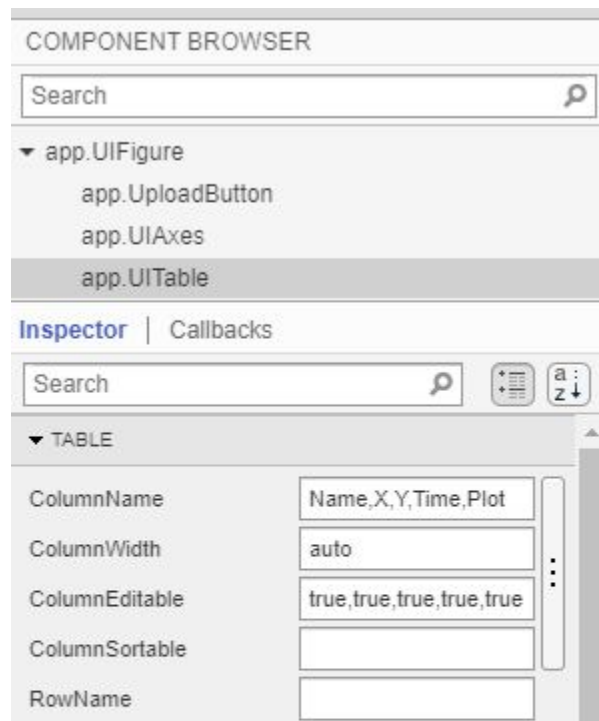 COMPONENT BROWSER
Search
app.UIFigure
app.UploadButton
app.UIAxes
app.UITable
Inspector | Callbacks
Search
a z
TABLE
ColumnName Name,X,Y,Time,Plot
ColumnWidth auto
ColumnEditable true,true,true,true,true
ColumnSortable
RowName